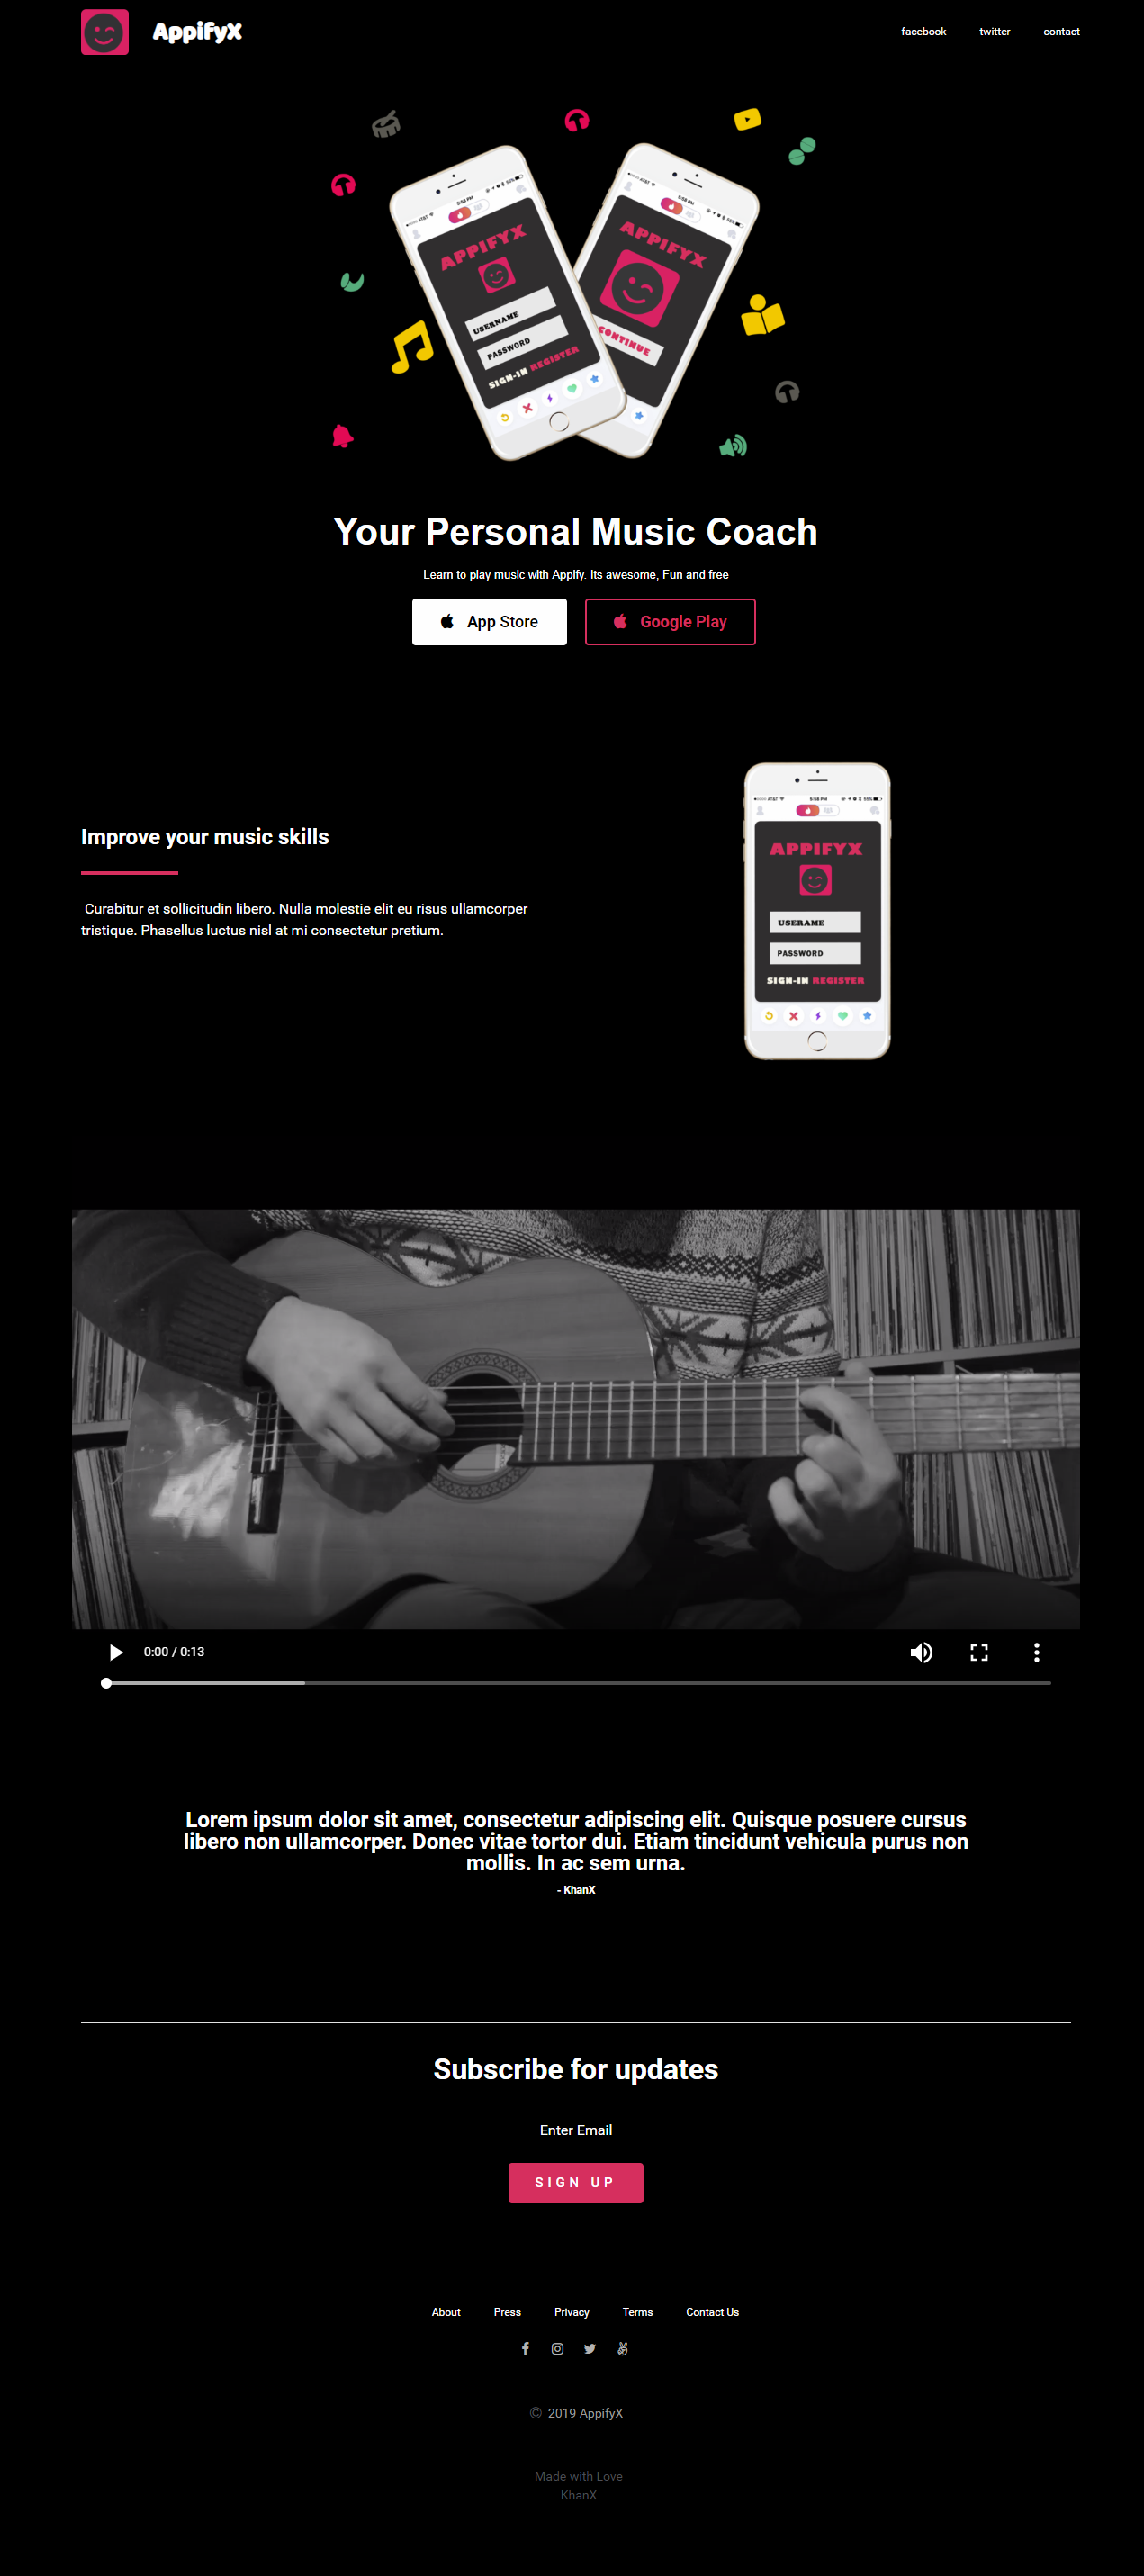 AppifyX
facebook twitter contact
APPIFYX
USERNAME
PASSWORD
SIGN-IN REGISTER
APPIFYX
CONTINUE
Your Personal Music Coach
Learn to play music with Appify. Its awesome, Fun and free
App Store
Google Play
Improve your music skills
Curabitur et sollicitudin libero. Nulla molestie elit eu risus ullamcorper
tristique. Phasellus luctus nisl at mi consectetur pretium.
5:58 PM
APPIFYX
USERAME
PASSWORD
SIGN-IN REGISTER
0:00 / 0:13
Lorem ipsum dolor sit amet, consectetur adipiscing elit. Quisque posuere cursus
libero non ullamcorper. Donec vitae tortor dui. Etiam tincidunt vehicula purus non
mollis. In ac sem urna.
- KhanX
Subscribe for updates
Enter Email
SIGN UP
About Press Privacy Terms Contact Us
© 2019 AppifyX
Made with Love
KhanX